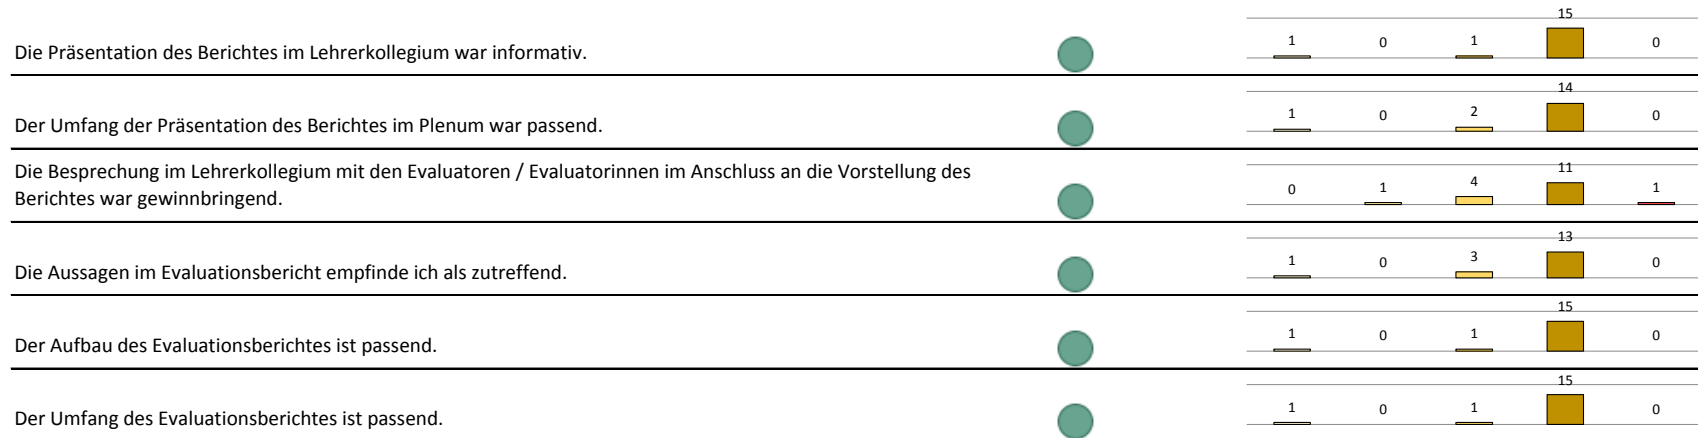 15
1 0 1 0
Die Präsentation des Berichtes im Lehrerkollegium war informativ.
14
1 0 2 0
Der Umfang der Präsentation des Berichtes im Plenum war passend.
Die Besprechung im Lehrerkollegium mit den Evaluatoren / Evaluatorinnen im Anschluss an die Vorstellung des
11
0 1 4 1
Berichtes war gewinnbringend.
13
1 0 3 0
Die Aussagen im Evaluationsbericht empfinde ich als zutreffend.
15
1 0 1 0
Der Aufbau des Evaluationsberichtes ist passend.
15
1 0 1 0
Der Umfang des Evaluationsberichtes ist passend.